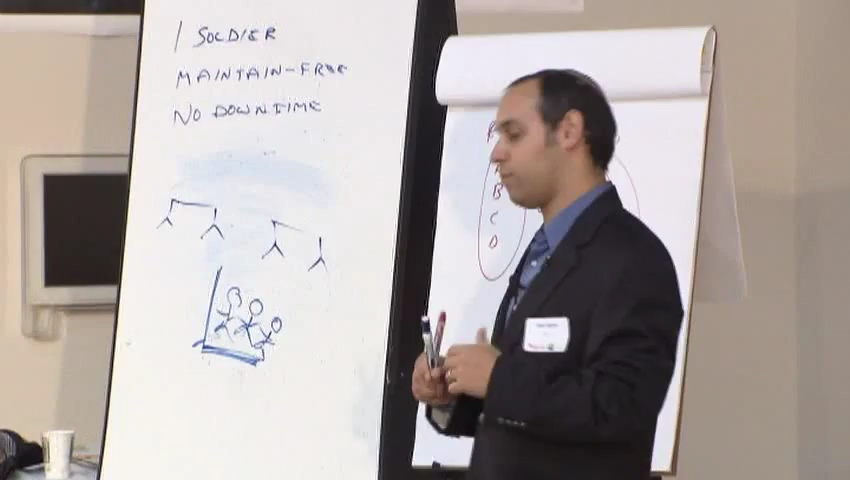 1 SOLDIER
MAINTAIN-FREE
NO DOWNTIME
B
C
D